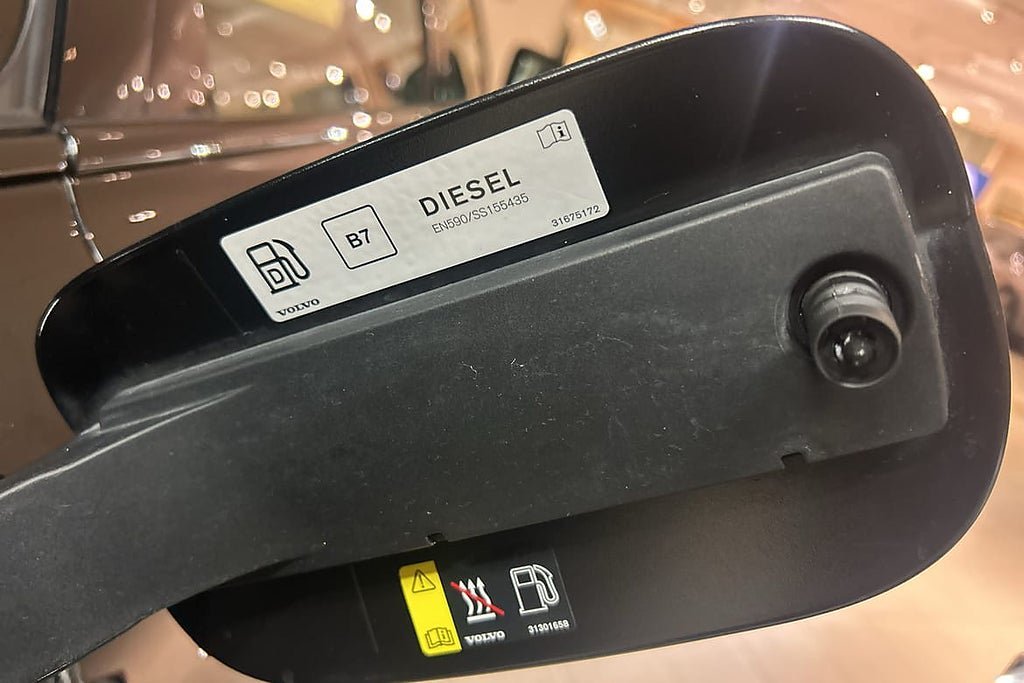 B7
DIESEL
EN590/SS155435
31675172
VOLVO
VOLVO
31301658